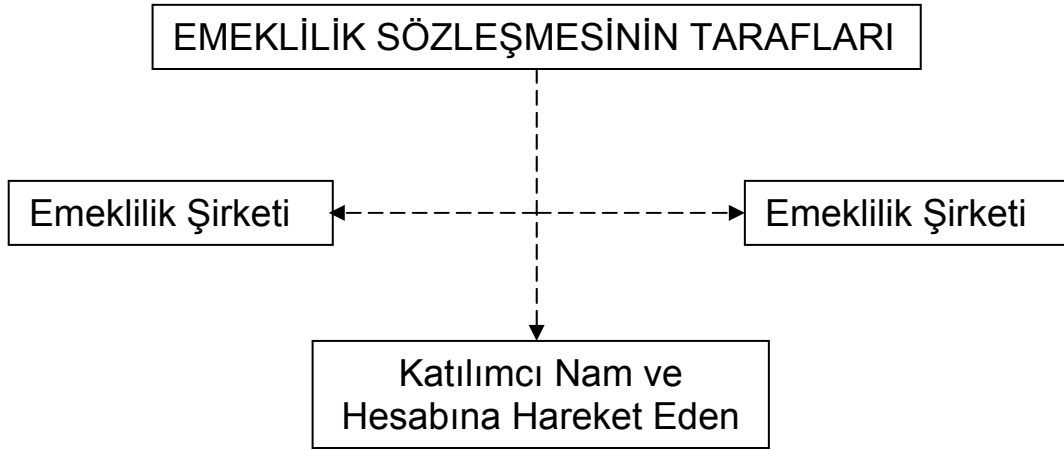 EMEKLİLİK SÖZLEŞMESİNİN TARAFLARI
Emeklilik Şirketi
Emeklilik Şirketi
Katılımcı Nam ve
Hesabına Hareket Eden